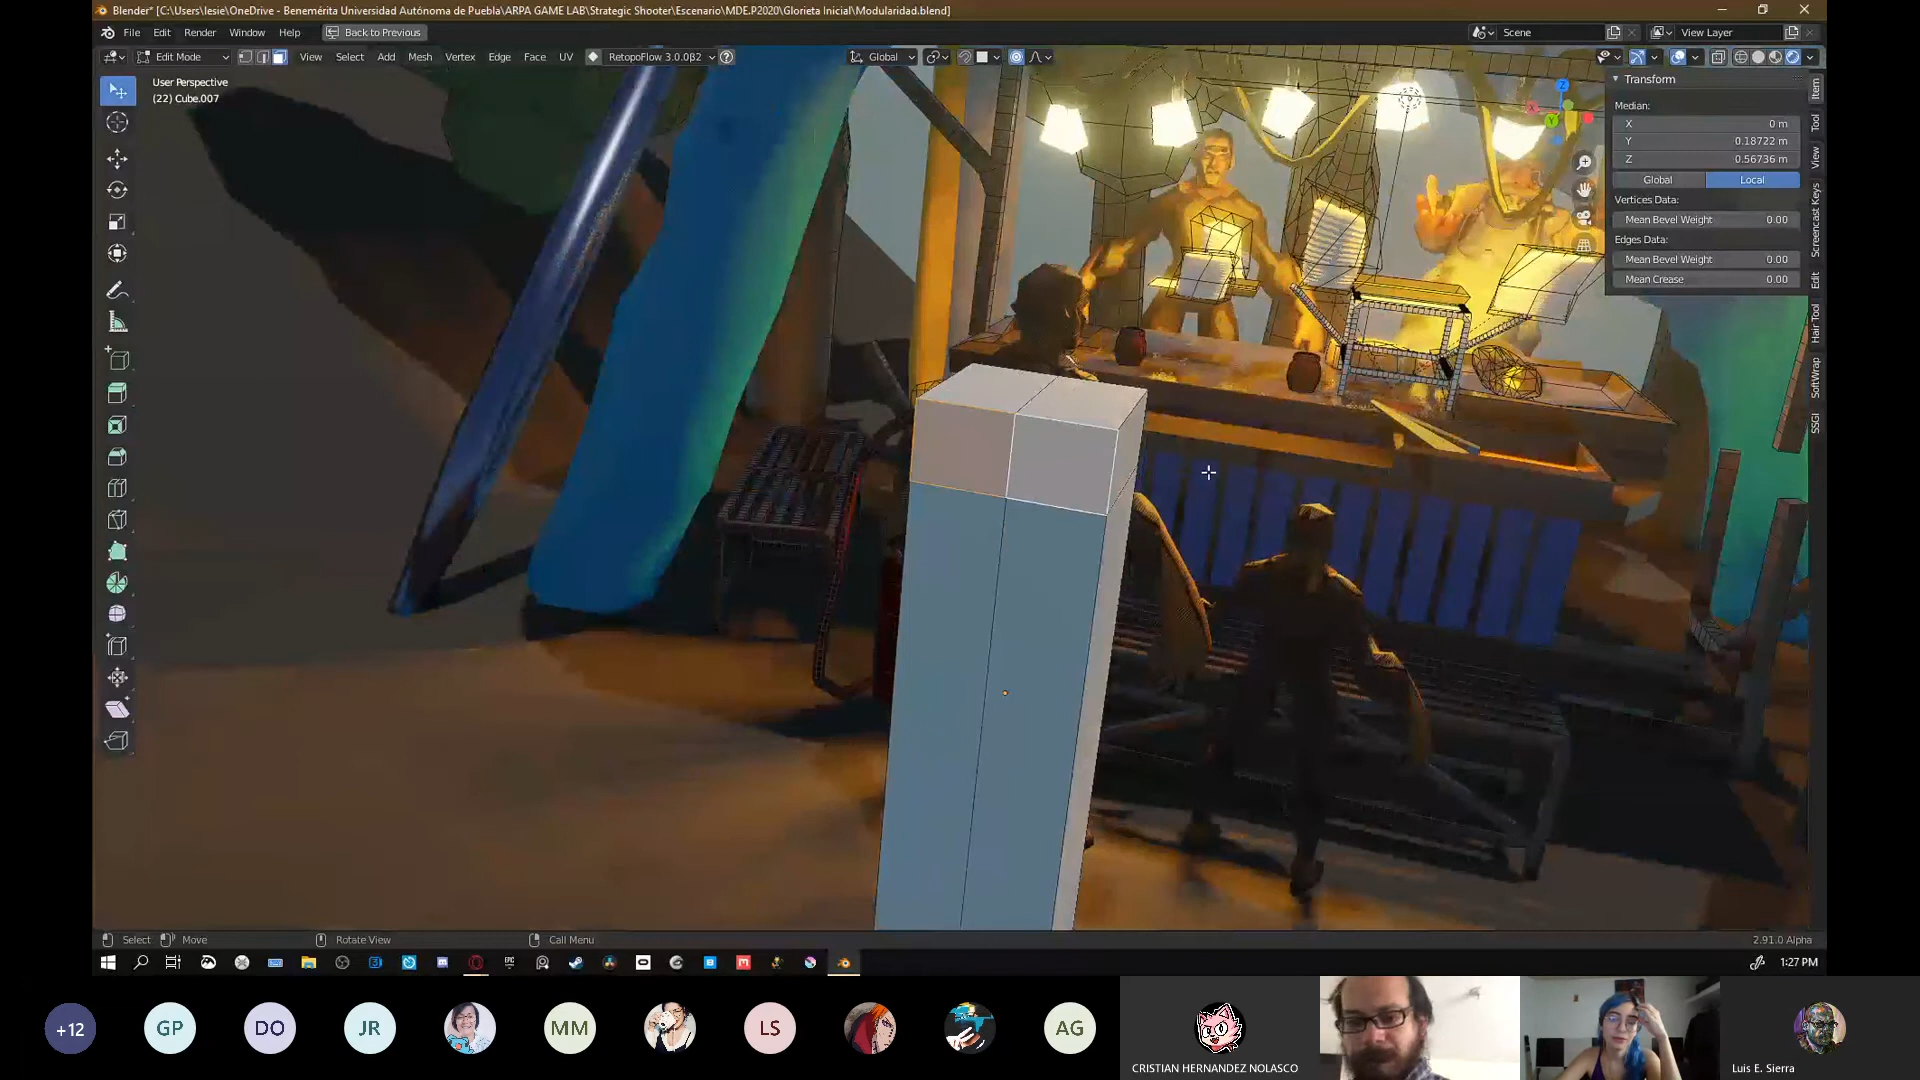 Blender* [C:\Users\lesie\OneDrive - Benemérita Universidad Autónoma de Puebla\ARPA GAME LAB\Strategic Shooter\Escenario\MDE.P2020\Glorieta Inicial\Modularidad.blend]
File Edit Render Window Help Back to Previous Scene View Layer
Edit Mode View Select Add Mesh Vertex Edge Face UV RetopoFlow 3.0.0β2 Global
User Perspective
(22) Cube.007
Transform
Median:
X 0 m
Y 0.18722 m
Z 0.56736 m
Global Local
Vertices Data:
Mean Bevel Weight 0.00
Edges Data:
Mean Bevel Weight 0.00
Mean Crease 0.00
Item
Tool
View
Screencast Keys
Edit
Hair Tool
SoftWrap
SSGI
Z
Y
Select Move Rotate View Call Menu 2.91.0 Alpha
1:27 PM
+12 GP DO JR MM LS AG
CRISTIAN HERNANDEZ NOLASCO Luis E. Sierra